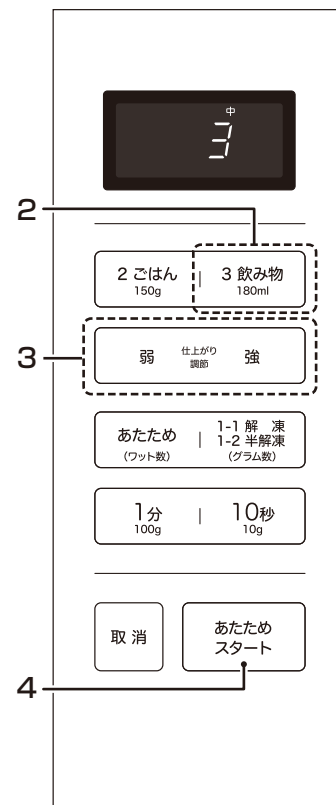 中
3
2
2 ごはん | 3 飲み物
150g 180ml
3
弱 仕上がり調節 強
あたため | 1-1 解 凍
1-2 半解凍
(ワット数) (グラム数)
1分 | 10秒
100g 10g
取 消
あたため
スタート
4